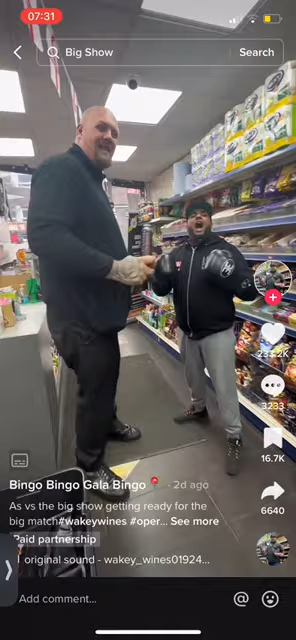 07:31
Big Show
Search
233.2K
3233
16.7K
6640
Bingo Bingo Gala Bingo 📍 · 2d ago
As vs the big show getting ready for the
big match#wakeywines #oper... See more
Paid partnership
original sound - wakey_wines01924...
Add comment...